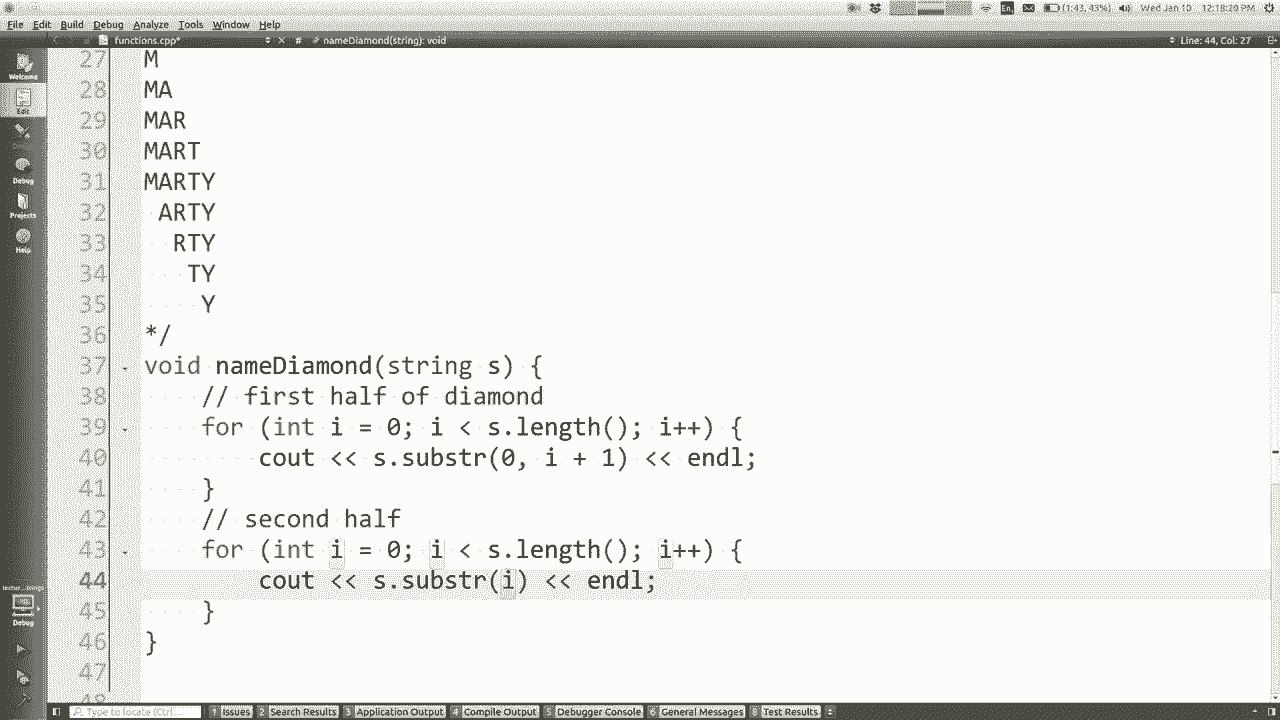 File Edit Build Debug Analyze Tools Window Help
En (1:43, 43%) Wed Jan 10 12:18:29 PM
functions.cpp* # nameDiamond(string): void Line: 44, Col: 27
Welcome
Edit
Debug
Projects
Help
27 M
28 MA
29 MAR
30 MART
31 MARTY
32 ARTY
33 RTY
34 TY
35 Y
36 */
37 void nameDiamond(string s) {
38 // first half of diamond
39 for (int i = 0; i < s.length(); i++) {
40 cout << s.substr(0, i + 1) << endl;
41 }
42 // second half
43 for (int i = 0; i < s.length(); i++) {
44 cout << s.substr(i) << endl;
45 }
46 }
47
48
Debug
Type to locate (Ctrl... 1 Issues 2 Search Results 3 Application Output 4 Compile Output 5 Debugger Console 6 General Messages 8 Test Results